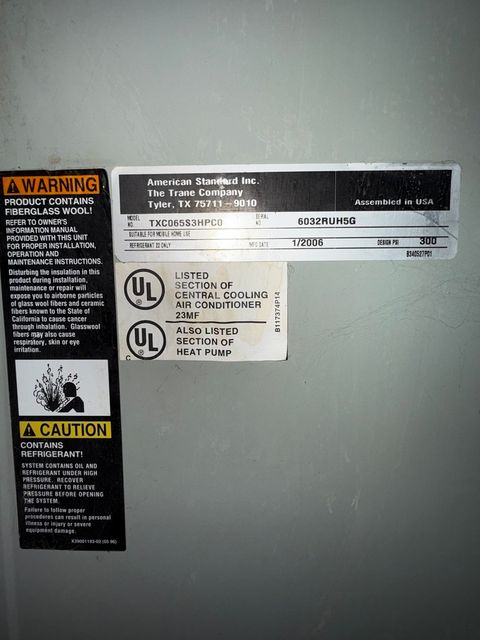 American Standard Inc.
The Trane Company
Tyler, TX 75711-9010
Assembled in USA
MODEL NO. TXC065S3HPC0 SERIAL NO. 6032RUH5G
SUITABLE FOR MOBILE HOME USE
REFRIGERANT 22 ONLY MFG DATE 1/2006 DESIGN PSI 300
B340527P01
WARNING
PRODUCT CONTAINS
FIBERGLASS WOOL!
REFER TO OWNERS
INFORMATION MANUAL
PROVIDED WITH THIS UNIT
FOR PROPER INSTALLATION,
OPERATION AND
MAINTENANCE INSTRUCTIONS.
Disturbing the insulation in this
product during installation,
maintenance or repair will
expose you to airborne particles
of glass wool fibers and ceramic
fibers known to the State of
California to cause cancer
through inhalation. Glasswool
fibers may also cause
respiratory, skin or eye
irritation.
CAUTION
CONTAINS
REFRIGERANT!
SYSTEM CONTAINS OIL AND
REFRIGERANT UNDER HIGH
PRESSURE. RECOVER
REFRIGERANT TO RELIEVE
PRESSURE BEFORE OPENING
THE SYSTEM.
Failure to follow proper
procedures can result in personal
illness or injury or severe
equipment damage.
UL
LISTED
SECTION OF
CENTRAL COOLING
AIR CONDITIONER
23MF
UL
C
ALSO LISTED
SECTION OF
HEAT PUMP
B117374P14